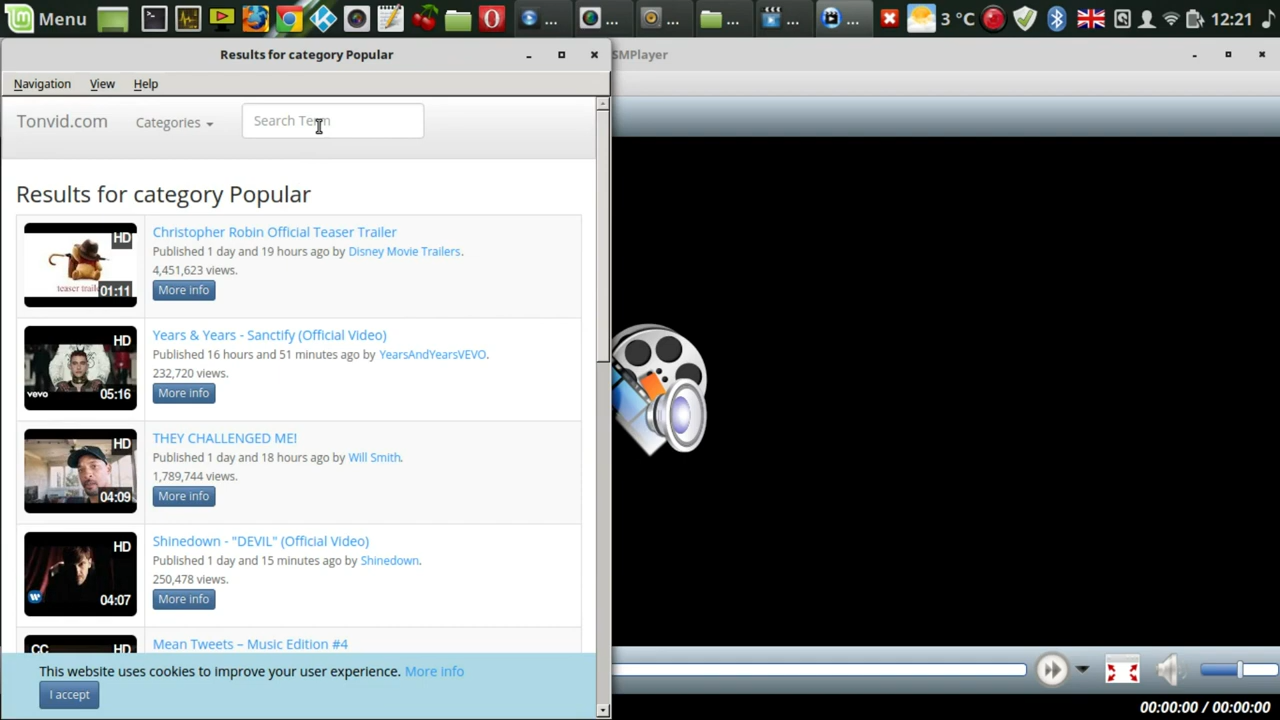 Menu
... ... ... ... ... ...
3 °C
12:21
Results for category Popular
SMPlayer
Navigation View Help
Tonvid.com Categories Search Term
Results for category Popular
HD
teaser
01:11
Christopher Robin Official Teaser Trailer
Published 1 day and 19 hours ago by Disney Movie Trailers.
4,451,623 views.
More info
HD
vevo 05:16
Years & Years - Sanctify (Official Video)
Published 16 hours and 51 minutes ago by YearsAndYearsVEVO.
232,720 views.
More info
HD
04:09
THEY CHALLENGED ME!
Published 1 day and 18 hours ago by Will Smith.
1,789,744 views.
More info
HD
04:07
Shinedown - "DEVIL" (Official Video)
Published 1 day and 15 minutes ago by Shinedown.
250,478 views.
More info
CC HD
Mean Tweets – Music Edition #4
This website uses cookies to improve your user experience. More info
I accept
00:00:00 / 00:00:00